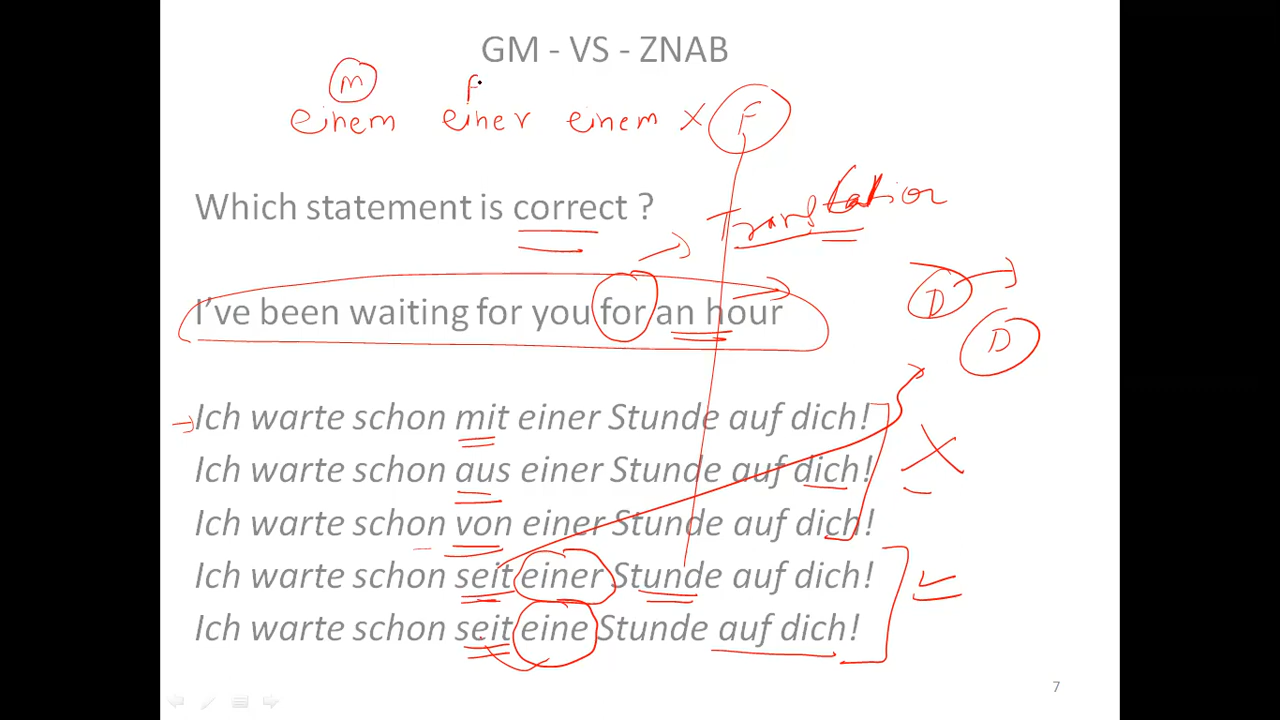 GM - VS - ZNAB
m f
einem einer einem x F
Which statement is correct ?
Translation
I've been waiting for you for an hour
D
D
Ich warte schon mit einer Stunde auf dich!
Ich warte schon aus einer Stunde auf dich!
Ich warte schon von einer Stunde auf dich!
Ich warte schon seit einer Stunde auf dich!
Ich warte schon seit eine Stunde auf dich!
7